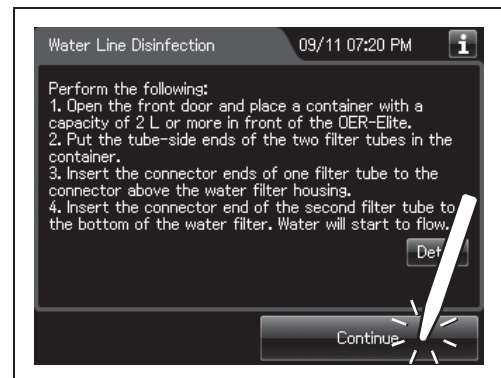 Water Line Disinfection
09/11 07:20 PM
i
Perform the following:
1. Open the front door and place a container with a
capacity of 2 L or more in front of the OER-Elite.
2. Put the tube-side ends of the two filter tubes in the
container.
3. Insert the connector ends of one filter tube to the
connector above the water filter housing.
4. Insert the connector end of the second filter tube to
the bottom of the water filter. Water will start to flow.
Continue